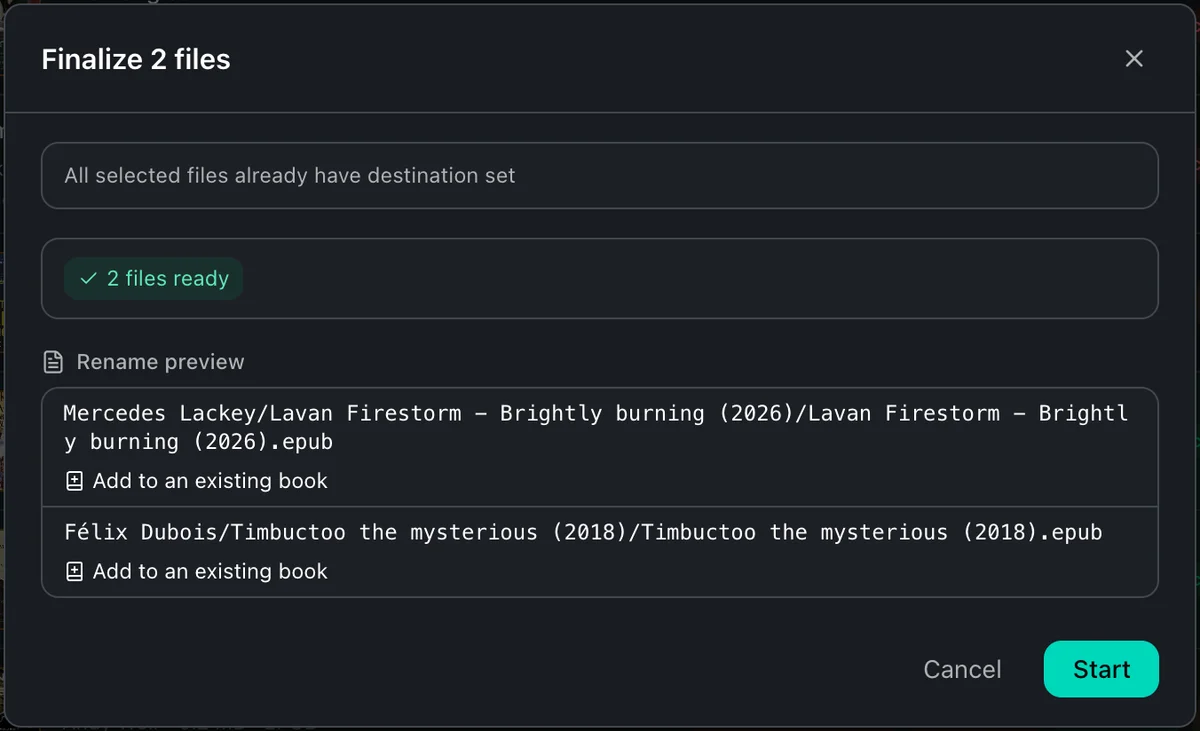 Finalize 2 files
All selected files already have destination set
2 files ready
Rename preview
Mercedes Lackey/Lavan Firestorm - Brightly burning (2026)/Lavan Firestorm - Brightl
y burning (2026).epub
Add to an existing book
Félix Dubois/Timbuctoo the mysterious (2018)/Timbuctoo the mysterious (2018).epub
Add to an existing book
Cancel
Start